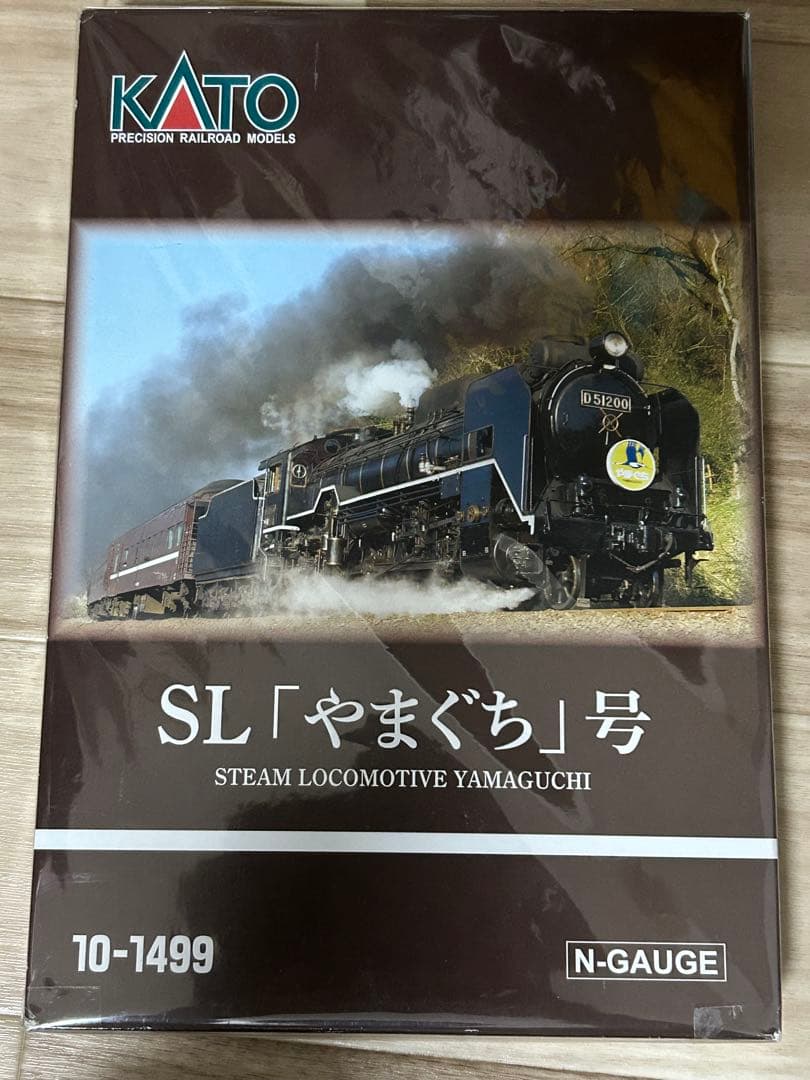 KATO
PRECISION RAILROAD MODELS
D51200
SL「やまぐち」号
STEAM LOCOMOTIVE YAMAGUCHI
10-1499
N-GAUGE